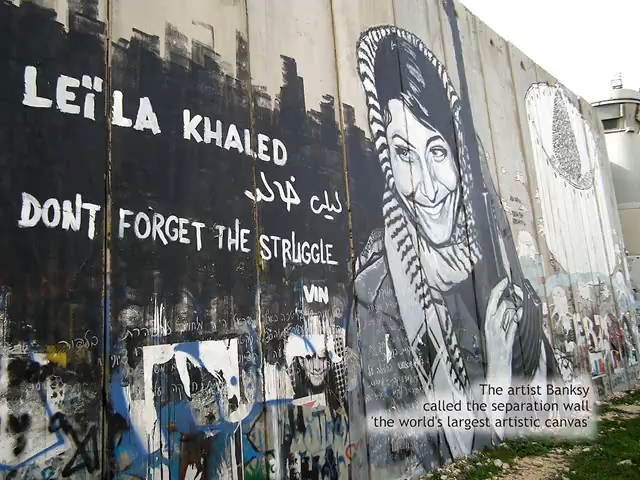 LEÏLA KHALED
ليلى خالد
DONT FORGET THE STRUGGLE
VIN
The artist Banksy
called the separation wall
'the world's largest artistic canvas'